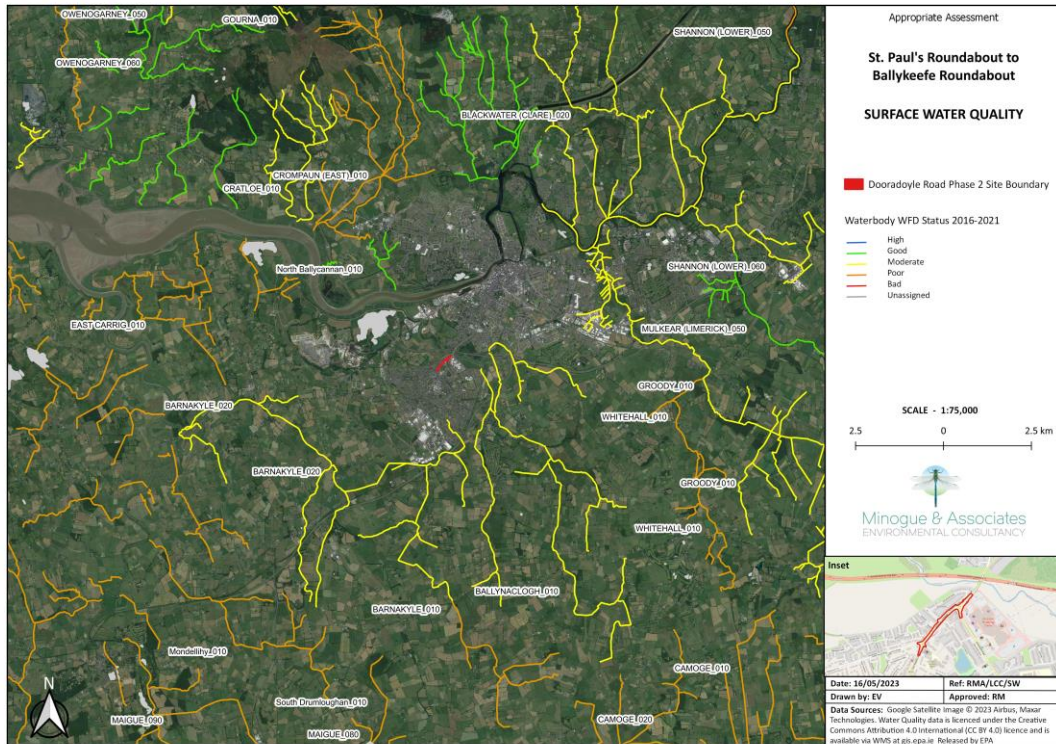 OWENOGARNEY_050
GOURNA_010
SHANNON (LOWER)_050
OWENOGARNEY_060
BLACKWATER (CLARE)_020
CROMPAUN (EAST)_010
CRATLOE_010
North Ballycannan_010
SHANNON (LOWER)_060
EAST CARRIG_010
MULKEAR (LIMERICK)_050
GROODY_010
BARNAKYLE_020
WHITEHALL_010
BARNAKYLE_020
GROODY_010
WHITEHALL_010
BALLYNACLOGH_010
BARNAKYLE_010
Mondellihy_010
CAMOGE_010
South Drumloughan_010
MAIGUE_090
CAMOGE_020
MAIGUE_080
N
Appropriate Assessment
St. Paul's Roundabout to
Ballykeefe Roundabout
SURFACE WATER QUALITY
Dooradoyle Road Phase 2 Site Boundary
Waterbody WFD Status 2016-2021
High
Good
Moderate
Poor
Bad
Unassigned
SCALE - 1:75,000
2.5 0 2.5 km
Minogue & Associates
ENVIRONMENTAL CONSULTANCY
Inset
Date: 16/05/2023 Ref: RMA/LCC/SW
Drawn by: EV Approved: RM
Data Sources: Google Satellite Image © 2023 Airbus, Maxar
Technologies. Water Quality data is licenced under the Creative
Commons Attribution 4.0 International (CC BY 4.0) licence and is
available via WMS at gis.epa.ie Released by EPA